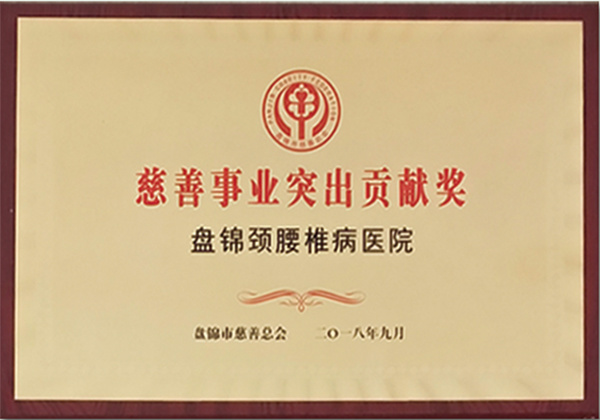 慈善事业突出贡献奖
盘锦颈腰椎病医院
盘锦市慈善总会 二〇一八年九月